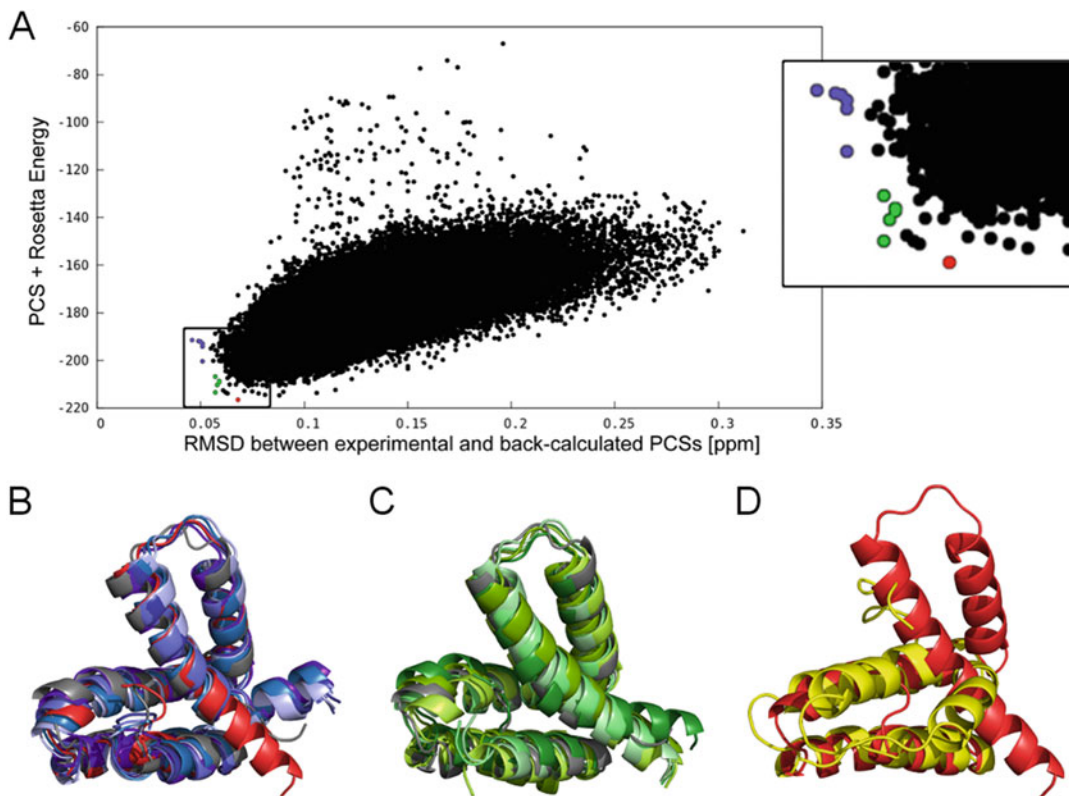 A
PCS + Rosetta Energy
-60
-80
-100
-120
-140
-160
-180
-200
-220
0
0.05
0.1
0.15
0.2
0.25
0.3
0.35
RMSD between experimental and back-calculated PCSs [ppm]
B
C
D